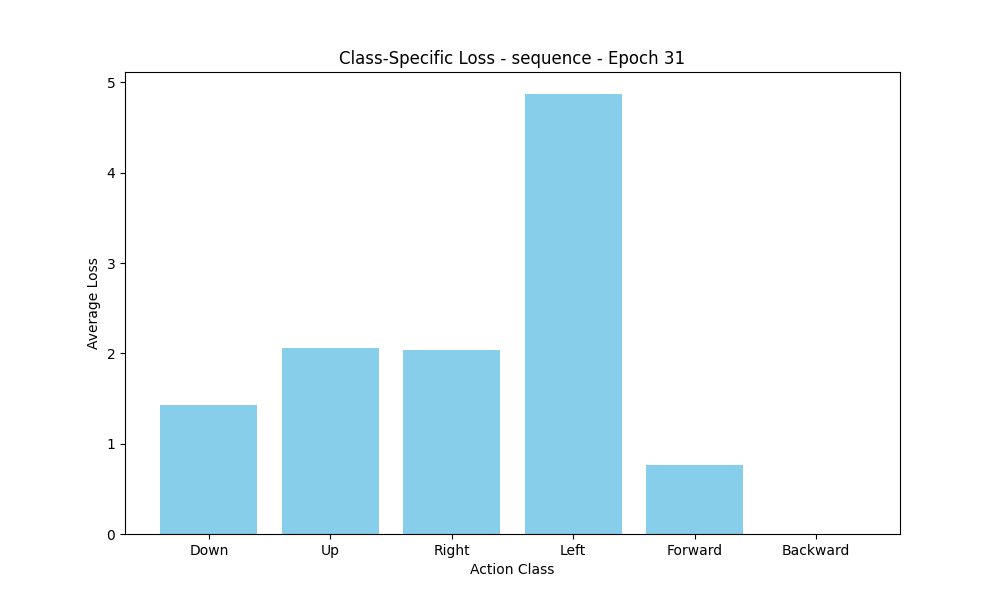 Class-Specific Loss - sequence - Epoch 31
5
4
3
2
1
0
Average Loss
Down Up Right Left Forward Backward
Action Class